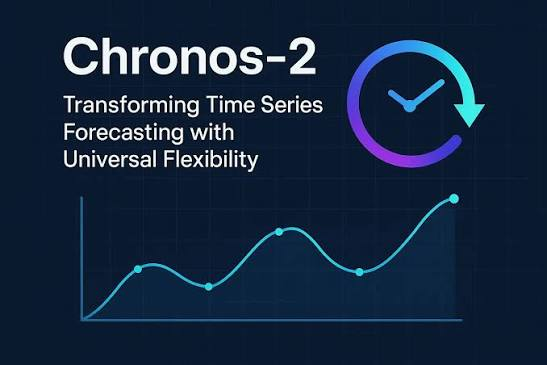 Chronos-2
Transforming Time Series
Forecasting with
Universal Flexibility